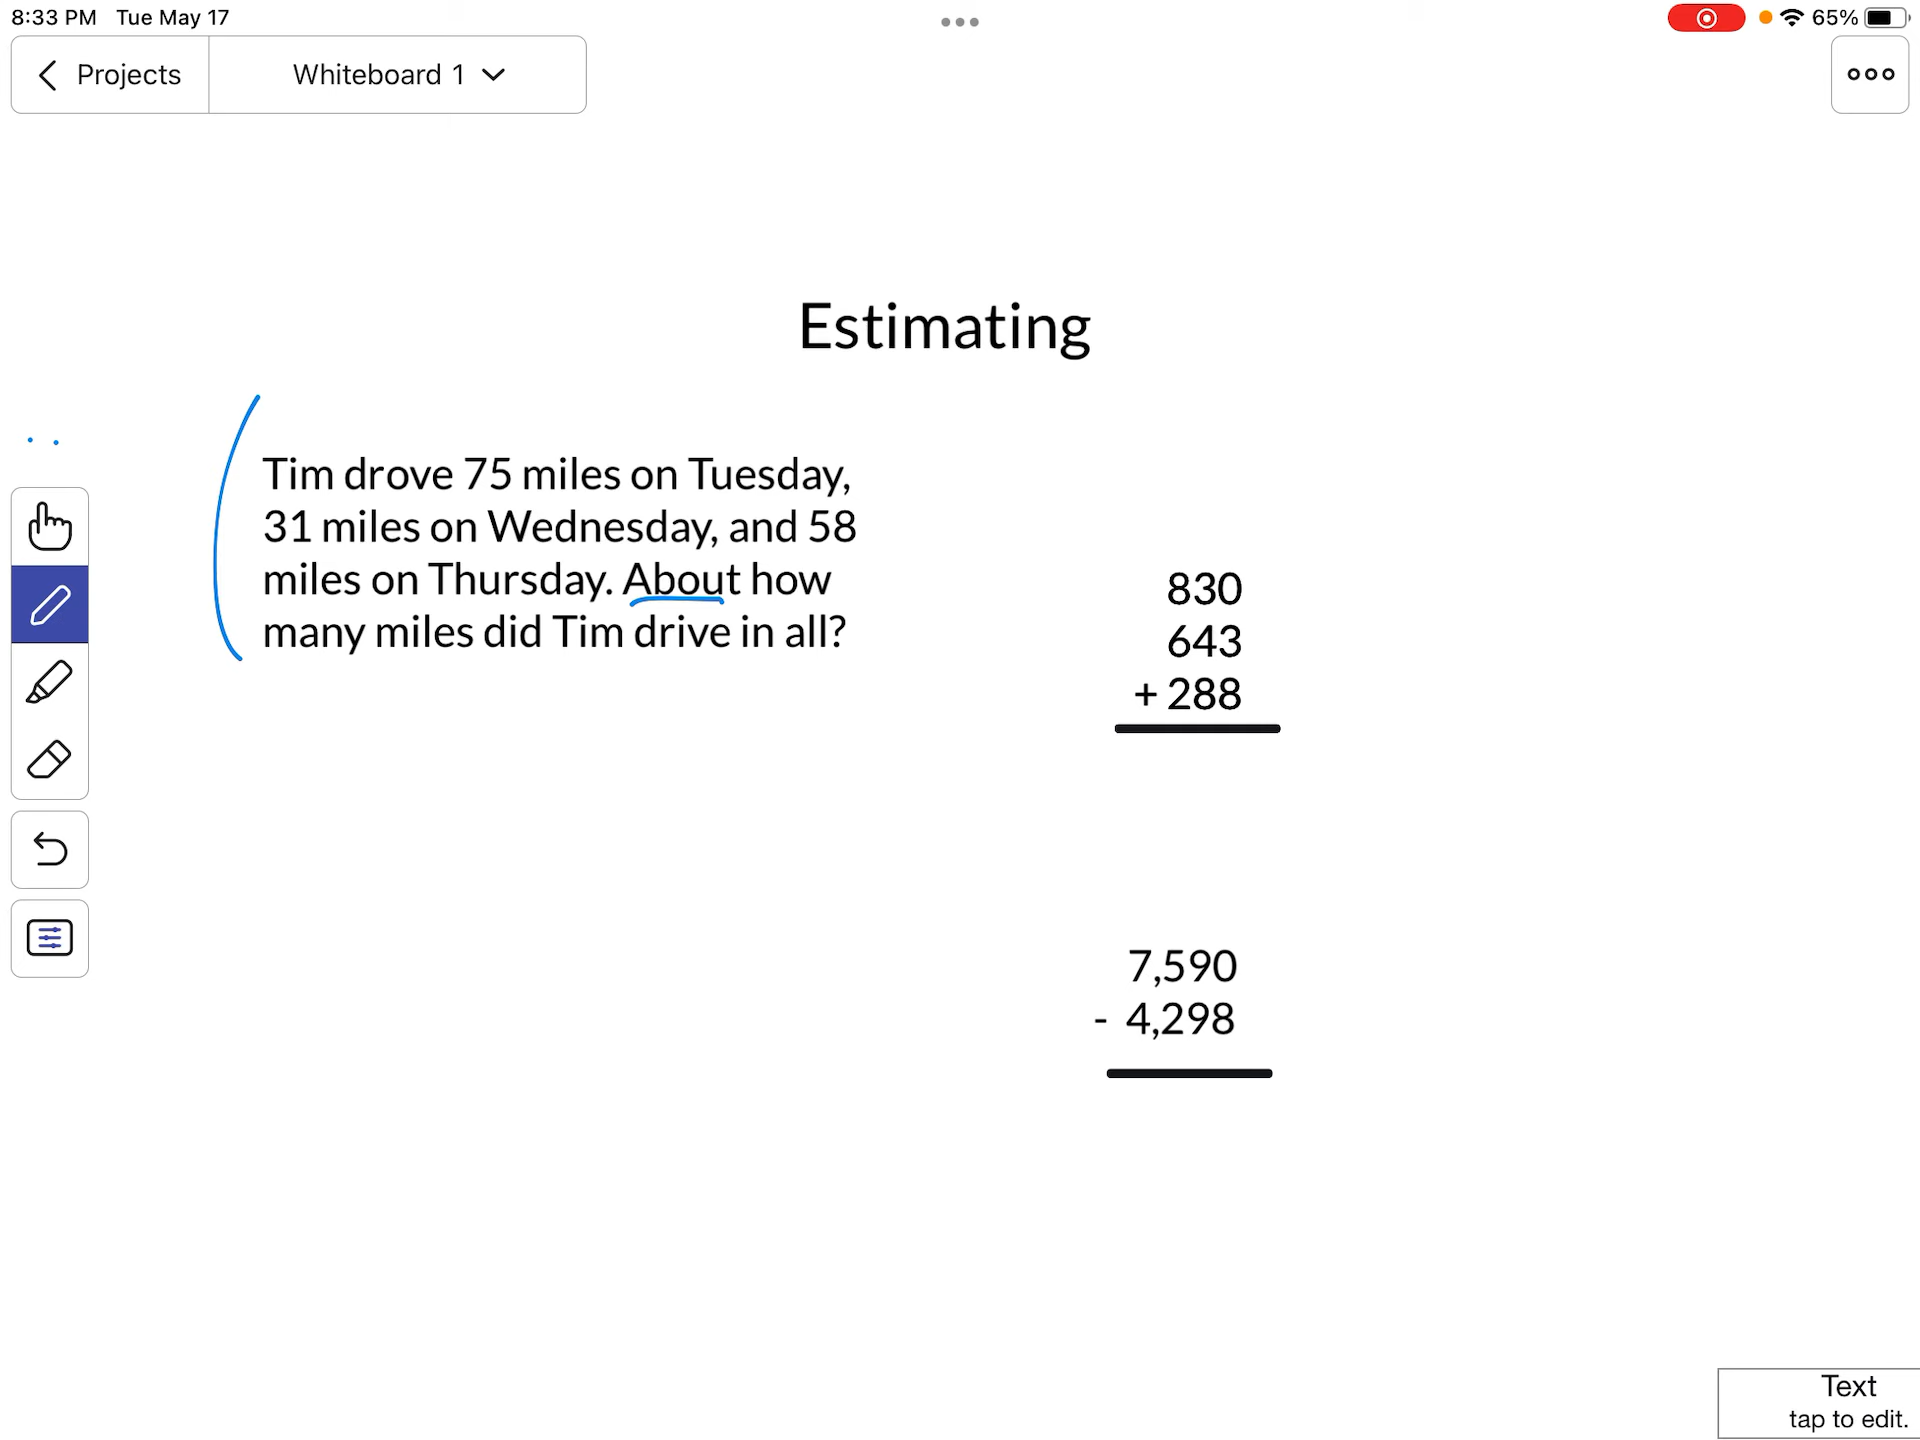 8:33 PM Tue May 17
65%
Projects
Whiteboard 1
Estimating
Tim drove 75 miles on Tuesday,
31 miles on Wednesday, and 58
miles on Thursday. About how
many miles did Tim drive in all?
830
643
+ 288
7,590
- 4,298
Text
tap to edit.